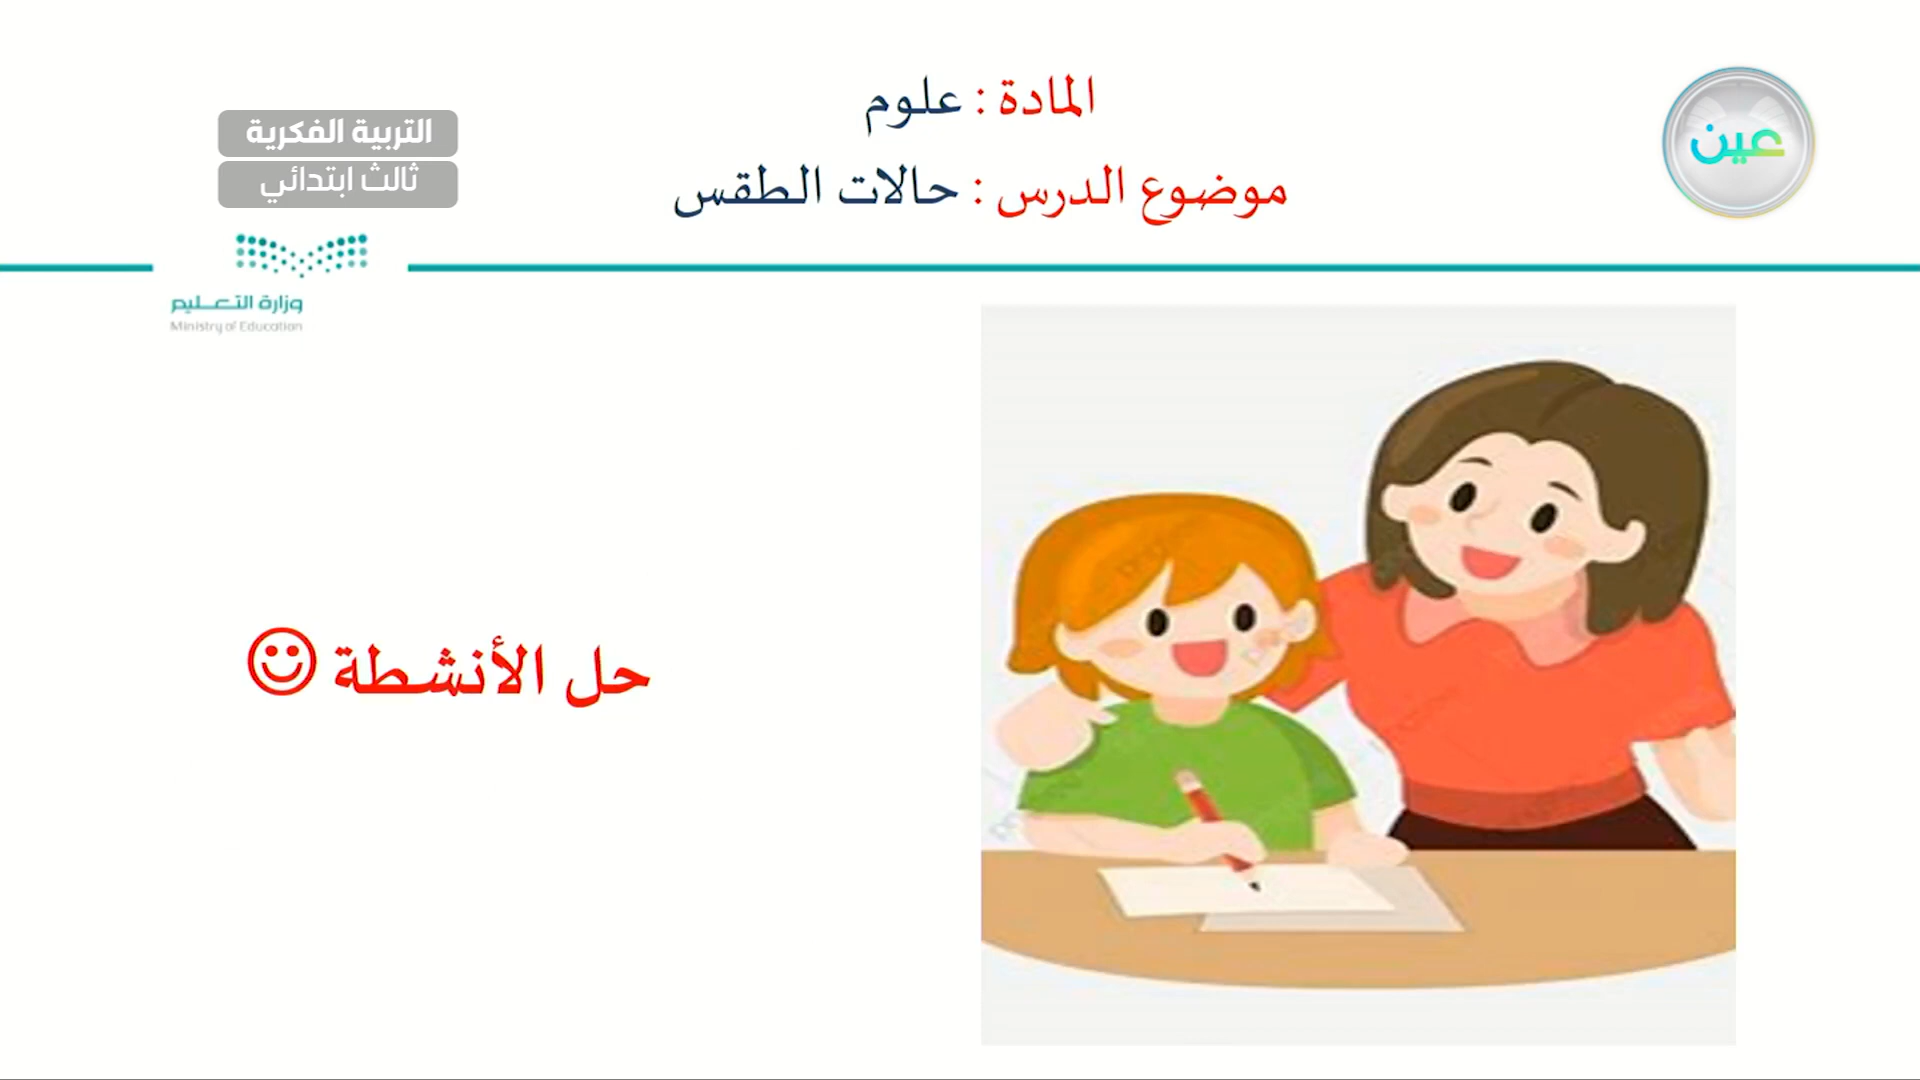 المادة : علوم
موضوع الدرس : حالات الطقس
عين
التربية الفكرية
ثالث ابتدائي
وزارة التعليم
Ministry of Education
حل الأنشطة